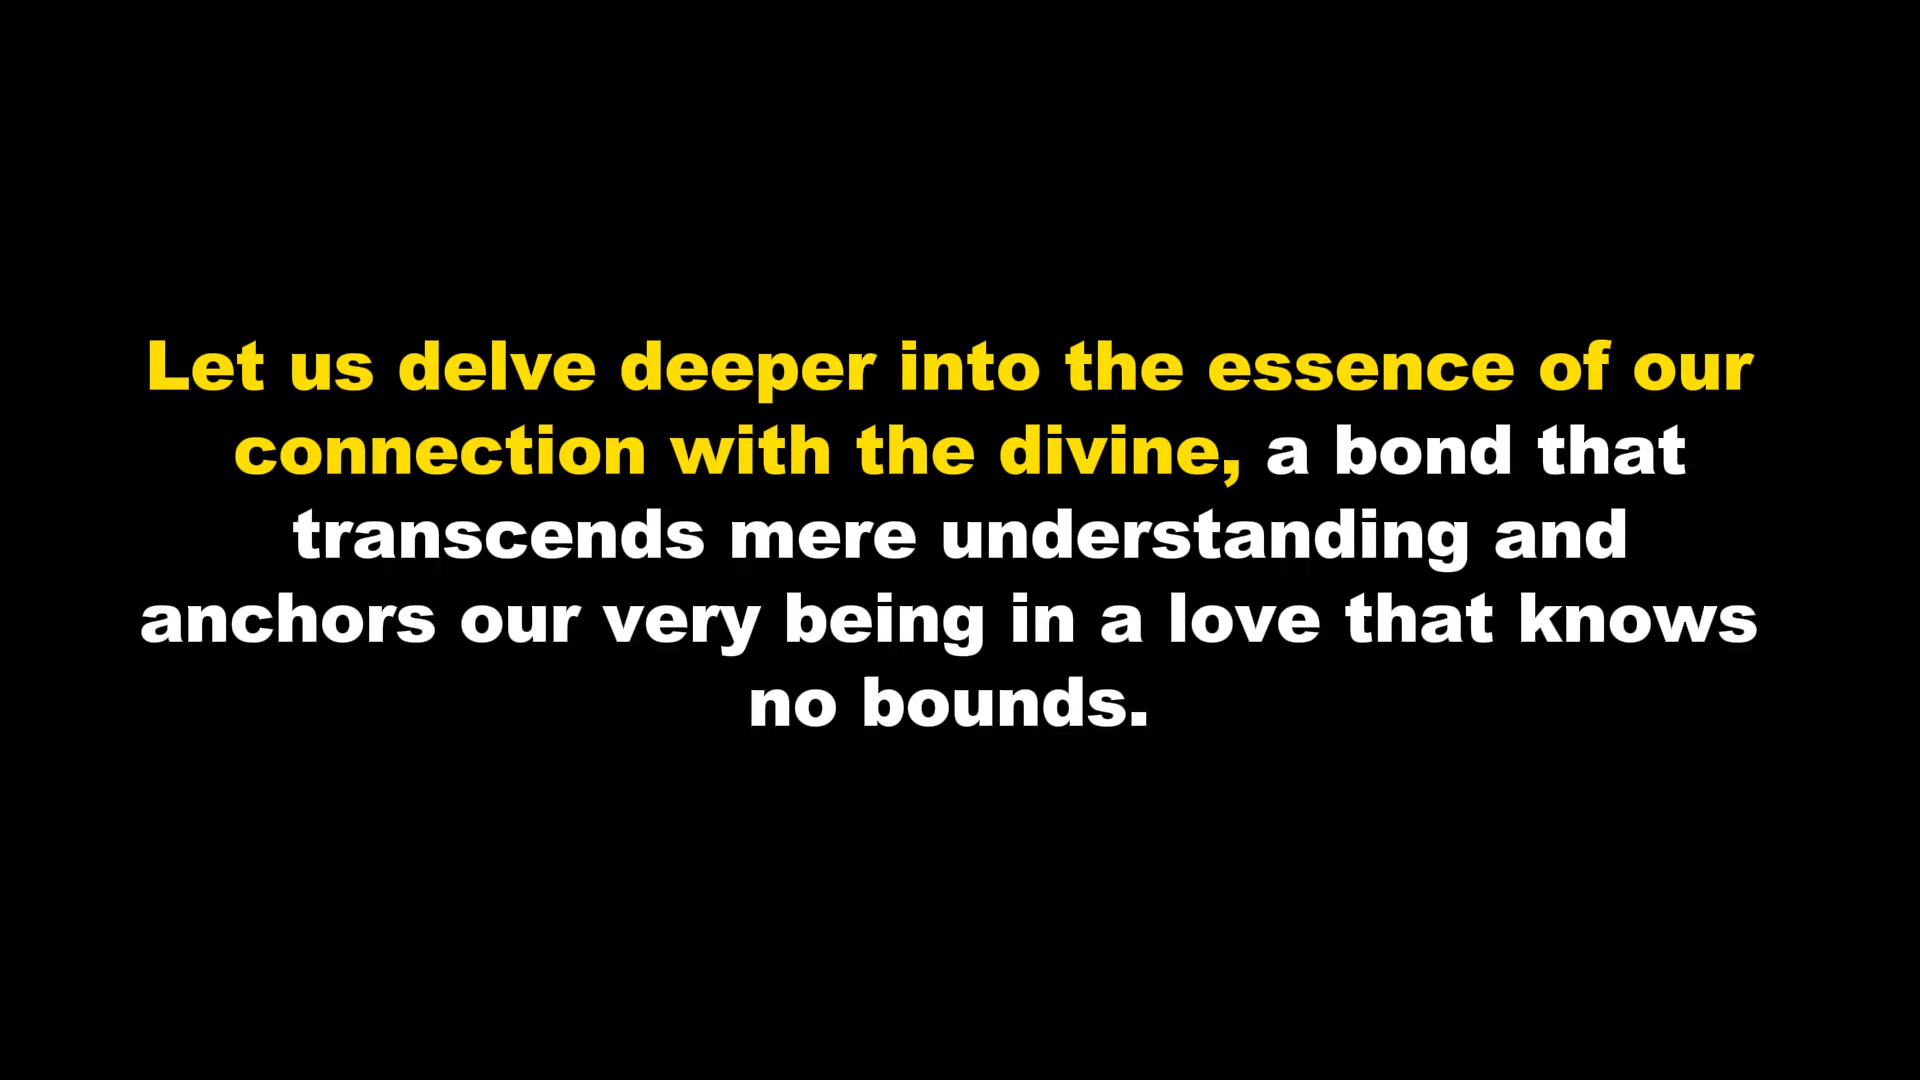 Let us delve deeper into the essence of our
connection with the divine, a bond that
transcends mere understanding and
anchors our very being in a love that knows
no bounds.